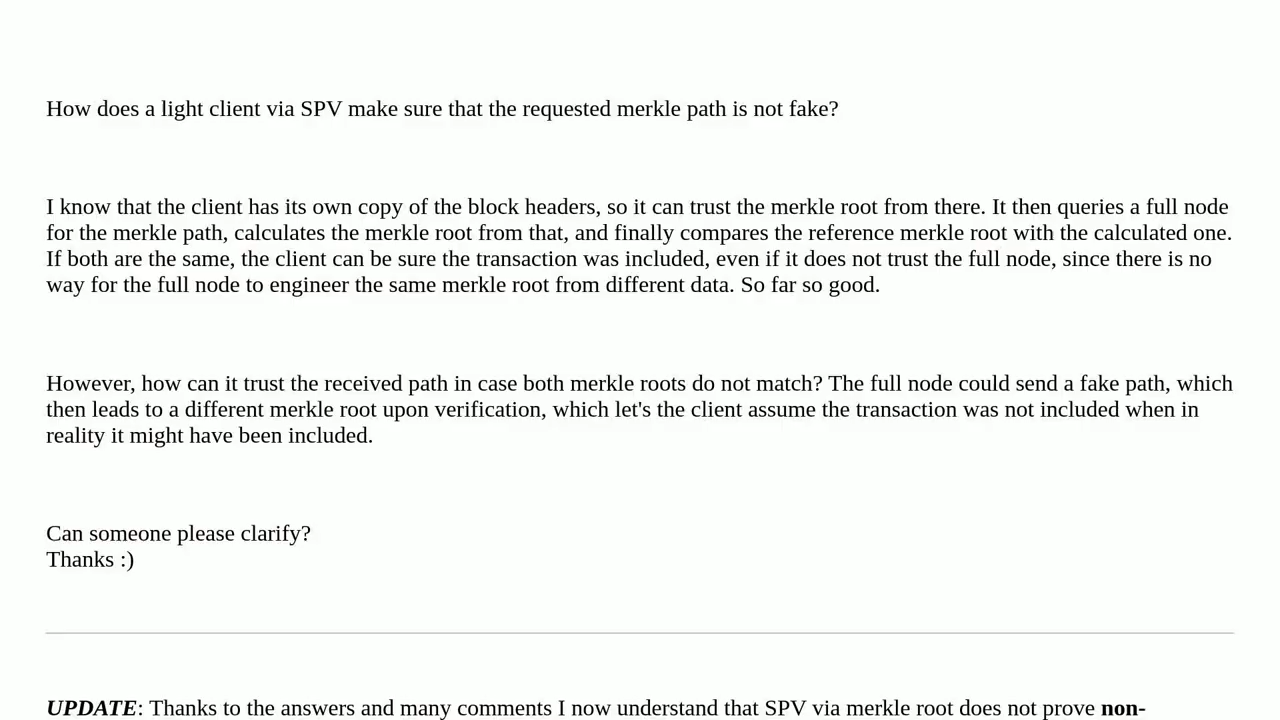 How does a light client via SPV make sure that the requested merkle path is not fake?
I know that the client has its own copy of the block headers, so it can trust the merkle root from there. It then queries a full node
for the merkle path, calculates the merkle root from that, and finally compares the reference merkle root with the calculated one.
If both are the same, the client can be sure the transaction was included, even if it does not trust the full node, since there is no
way for the full node to engineer the same merkle root from different data. So far so good.
However, how can it trust the received path in case both merkle roots do not match? The full node could send a fake path, which
then leads to a different merkle root upon verification, which let's the client assume the transaction was not included when in
reality it might have been included.
Can someone please clarify?
Thanks :)
UPDATE: Thanks to the answers and many comments I now understand that SPV via merkle root does not prove non-